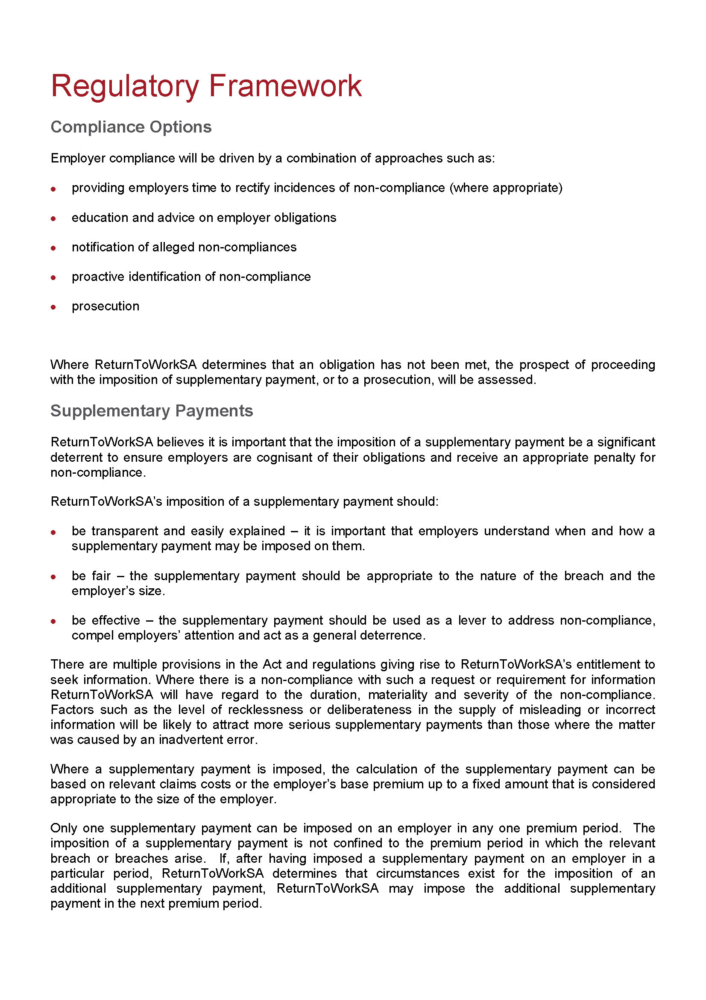 Regulatory Framework
Compliance Options
Employer compliance will be driven by a combination of approaches such as:
• providing employers time to rectify incidences of non-compliance (where appropriate)
• education and advice on employer obligations
• notification of alleged non-compliances
• proactive identification of non-compliance
• prosecution
Where ReturnToWorkSA determines that an obligation has not been met, the prospect of proceeding
with the imposition of supplementary payment, or to a prosecution, will be assessed.
Supplementary Payments
ReturnToWorkSA believes it is important that the imposition of a supplementary payment be a significant
deterrent to ensure employers are cognisant of their obligations and receive an appropriate penalty for
non-compliance.
ReturnToWorkSA’s imposition of a supplementary payment should:
• be transparent and easily explained – it is important that employers understand when and how a
supplementary payment may be imposed on them.
• be fair – the supplementary payment should be appropriate to the nature of the breach and the
employer’s size.
• be effective – the supplementary payment should be used as a lever to address non-compliance,
compel employers’ attention and act as a general deterrence.
There are multiple provisions in the Act and regulations giving rise to ReturnToWorkSA’s entitlement to
seek information. Where there is a non-compliance with such a request or requirement for information
ReturnToWorkSA will have regard to the duration, materiality and severity of the non-compliance.
Factors such as the level of recklessness or deliberateness in the supply of misleading or incorrect
information will be likely to attract more serious supplementary payments than those where the matter
was caused by an inadvertent error.
Where a supplementary payment is imposed, the calculation of the supplementary payment can be
based on relevant claims costs or the employer’s base premium up to a fixed amount that is considered
appropriate to the size of the employer.
Only one supplementary payment can be imposed on an employer in any one premium period. The
imposition of a supplementary payment is not confined to the premium period in which the relevant
breach or breaches arise. If, after having imposed a supplementary payment on an employer in a
particular period, ReturnToWorkSA determines that circumstances exist for the imposition of an
additional supplementary payment, ReturnToWorkSA may impose the additional supplementary
payment in the next premium period.